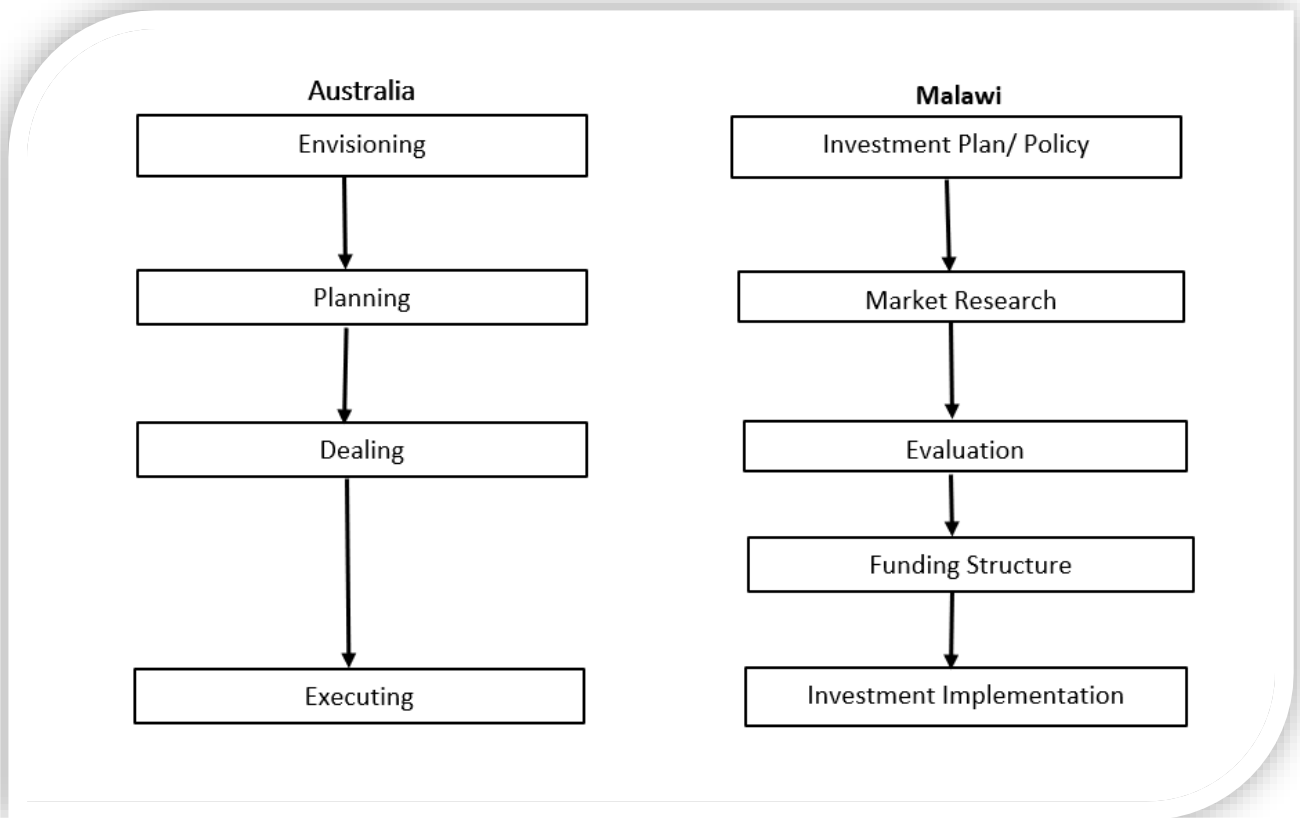 Australia
Envisioning
Planning
Dealing
Executing
Malawi
Investment Plan/ Policy
Market Research
Evaluation
Funding Structure
Investment Implementation